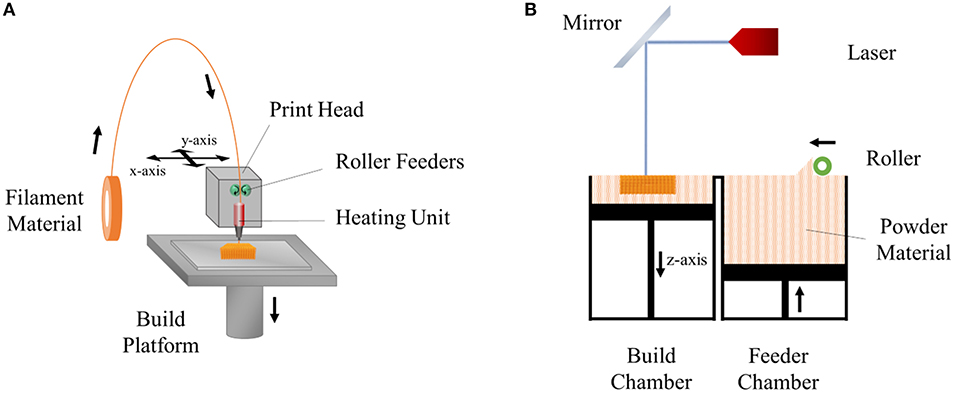 A
Print Head
y-axis
x-axis
Roller Feeders
Filament
Material
Heating Unit
Build
Platform
B
Mirror
Laser
Roller
Powder
Material
z-axis
Build
Chamber
Feeder
Chamber